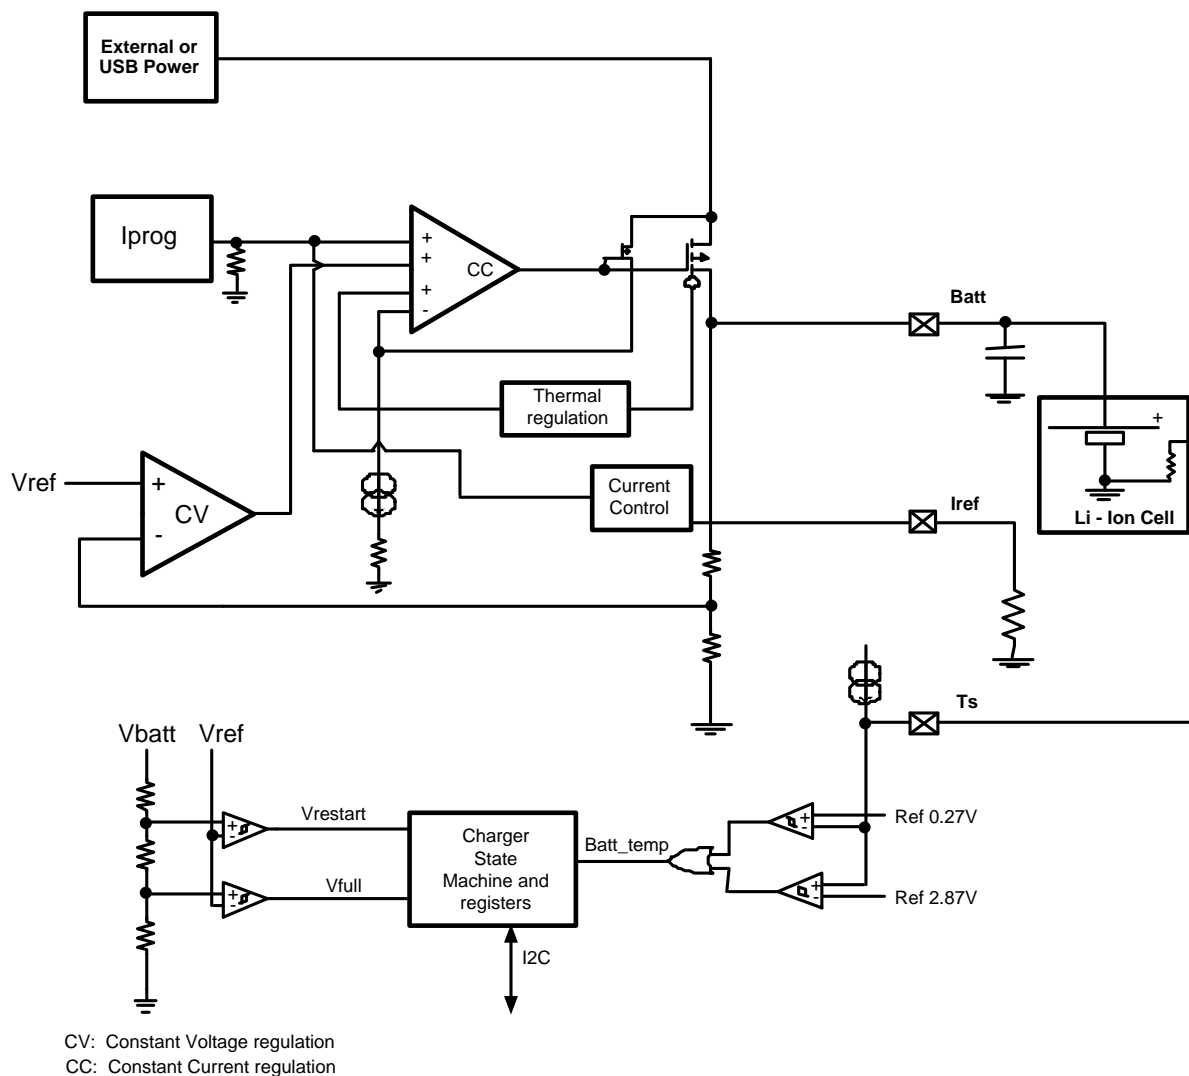 External or
USB Power
Iprog
+
+
+
-
CC
Batt
Thermal
regulation
+
Li - Ion Cell
Vref
+
-
CV
Current
Control
Iref
Ts
Vbatt
Vref
+
-
Vrestart
+
-
Vfull
Charger
State
Machine and
registers
Batt_temp
+
-
Ref 0.27V
+
-
Ref 2.87V
I2C
CV: Constant Voltage regulation
CC: Constant Current regulation